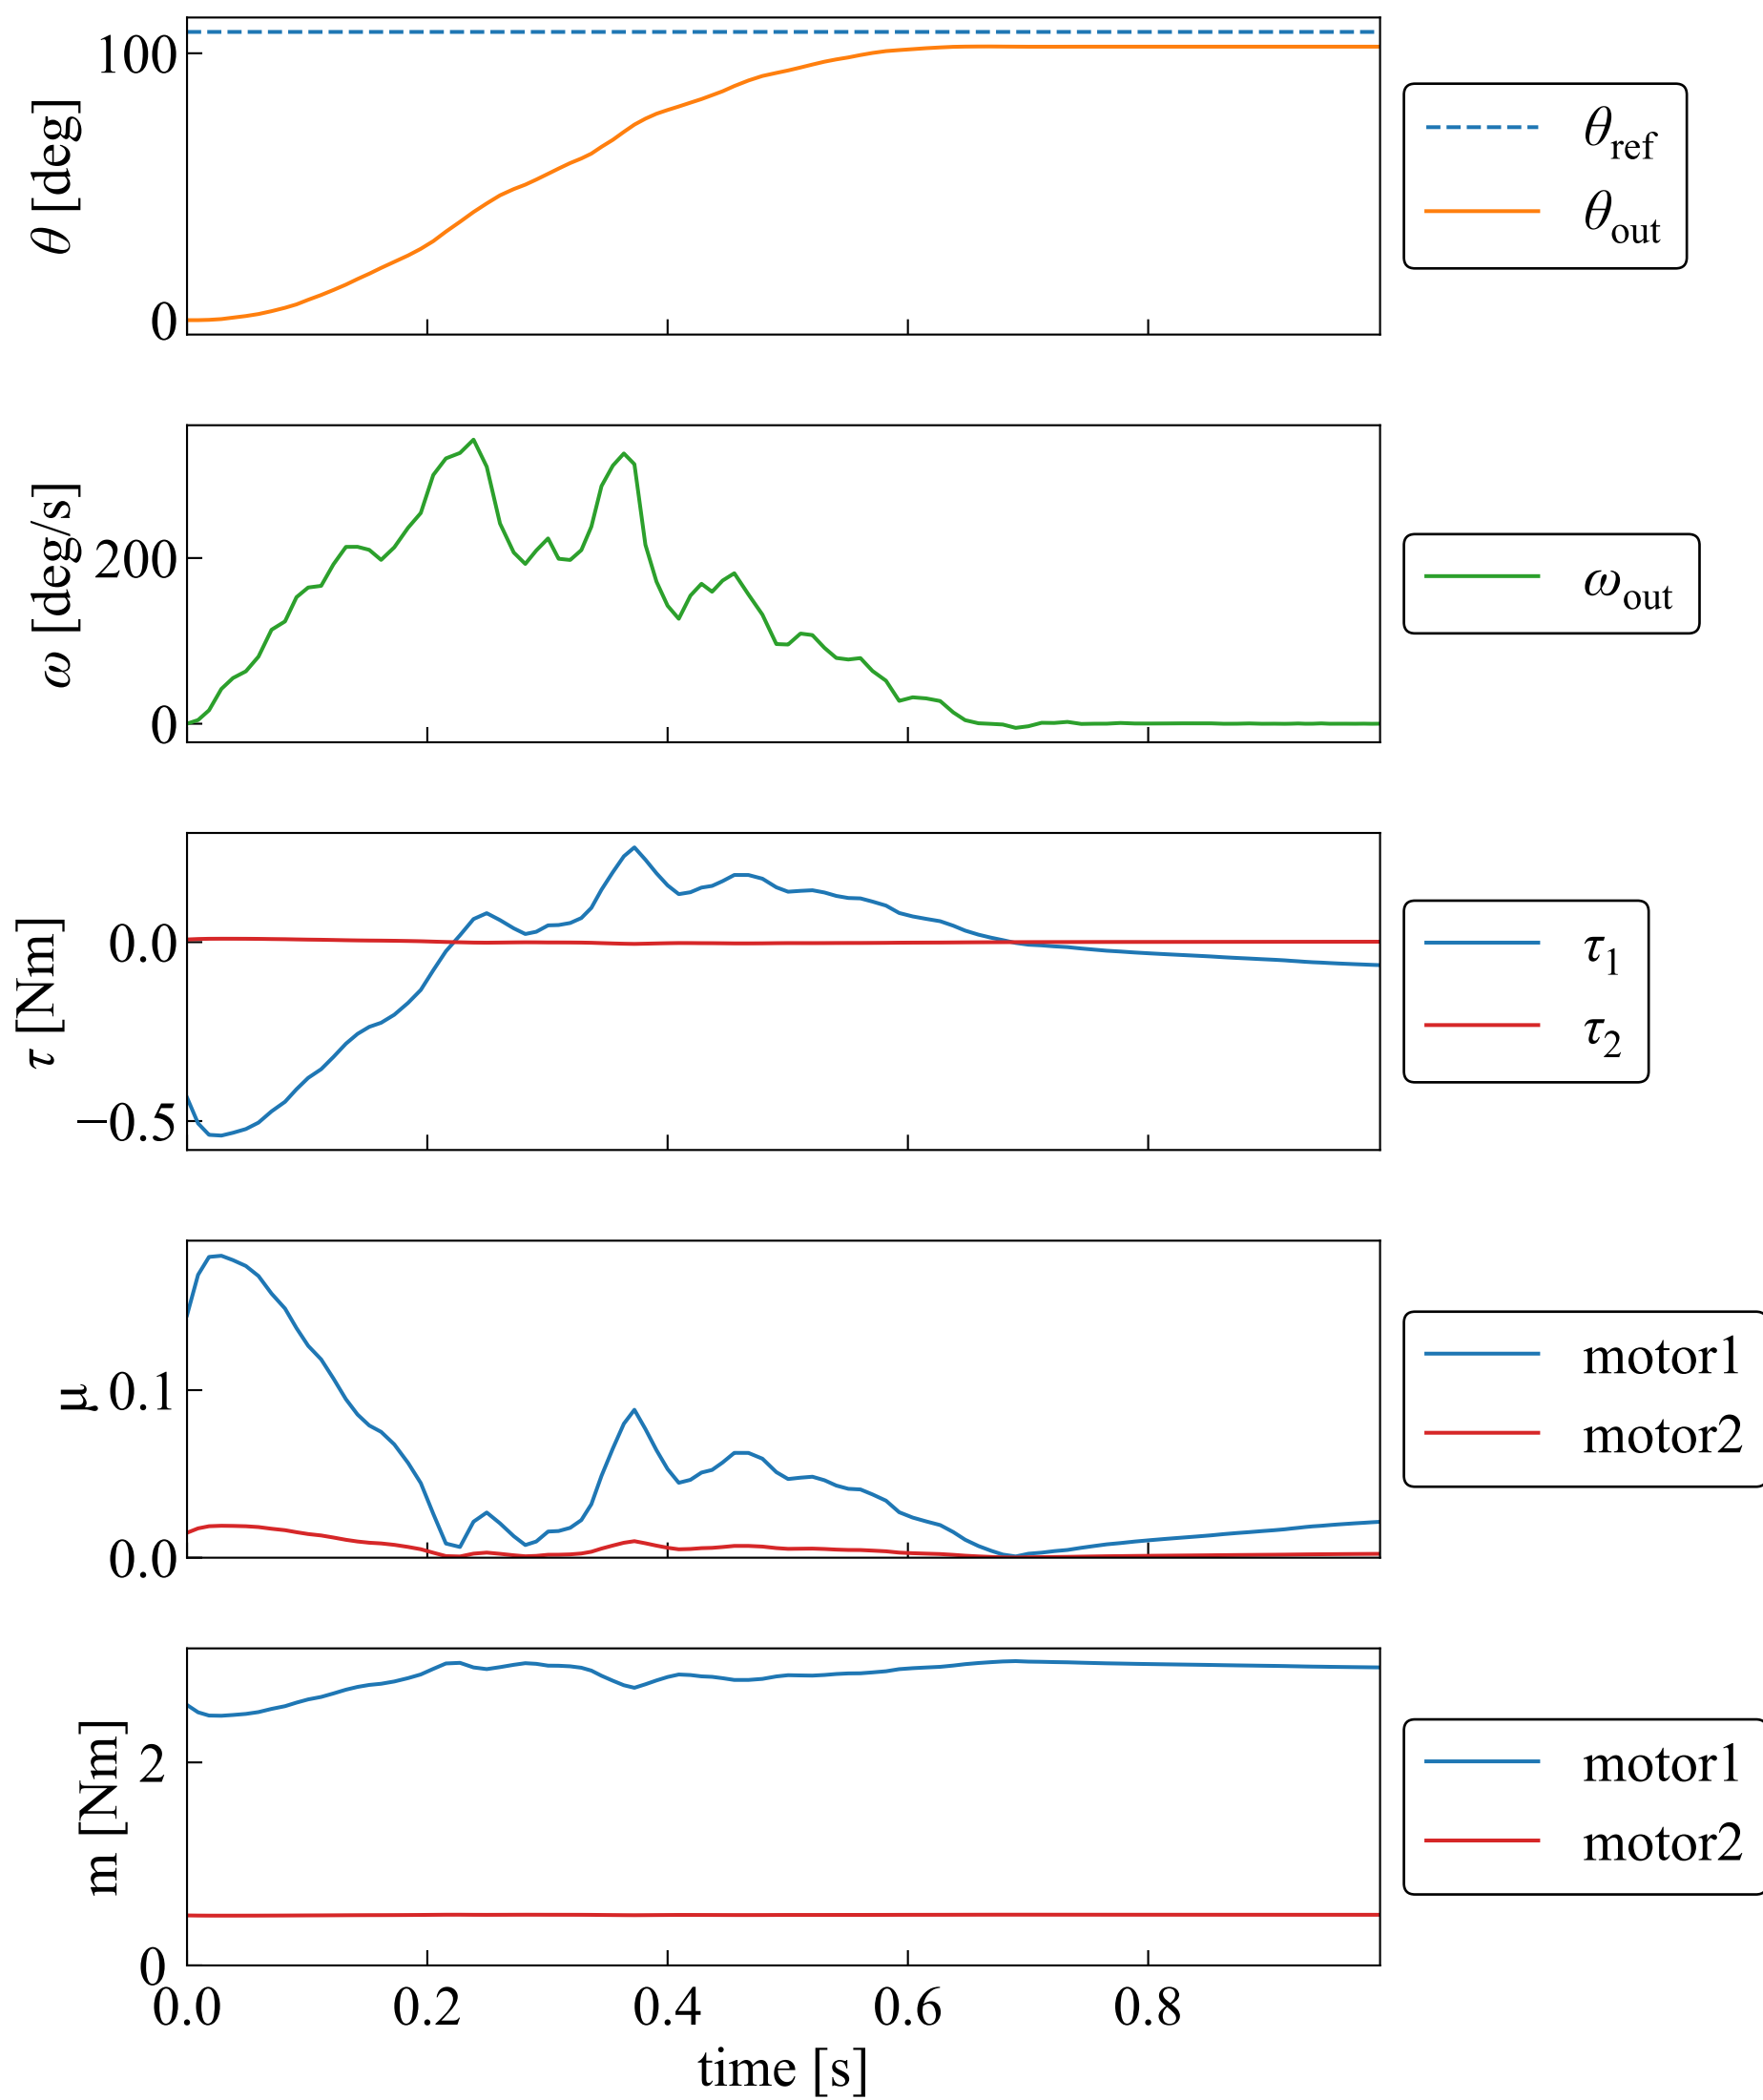 θ [deg]
100
0
θref
θout
ω [deg/s]
200
0
ωout
τ [Nm]
0.0
−0.5
τ1
τ2
μ
0.1
0.0
motor1
motor2
m [Nm]
2
0
motor1
motor2
0.0 0.2 0.4 0.6 0.8
time [s]